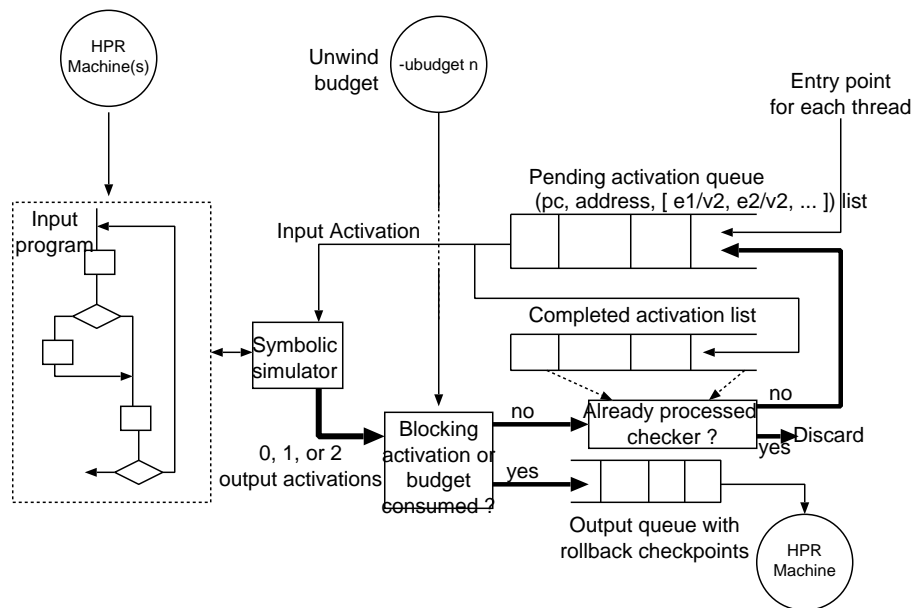 HPR
Machine(s)
Unwind
budget
-ubudget n
Entry point
for each thread
Pending activation queue
(pc, address, [ e1/v2, e2/v2, ... ]) list
Input
program
Input Activation
Completed activation list
Symbolic
simulator
0, 1, or 2
output activations
Blocking
activation or
budget
consumed ?
no
yes
Already processed
checker ?
no
yes
Discard
Output queue with
rollback checkpoints
HPR
Machine